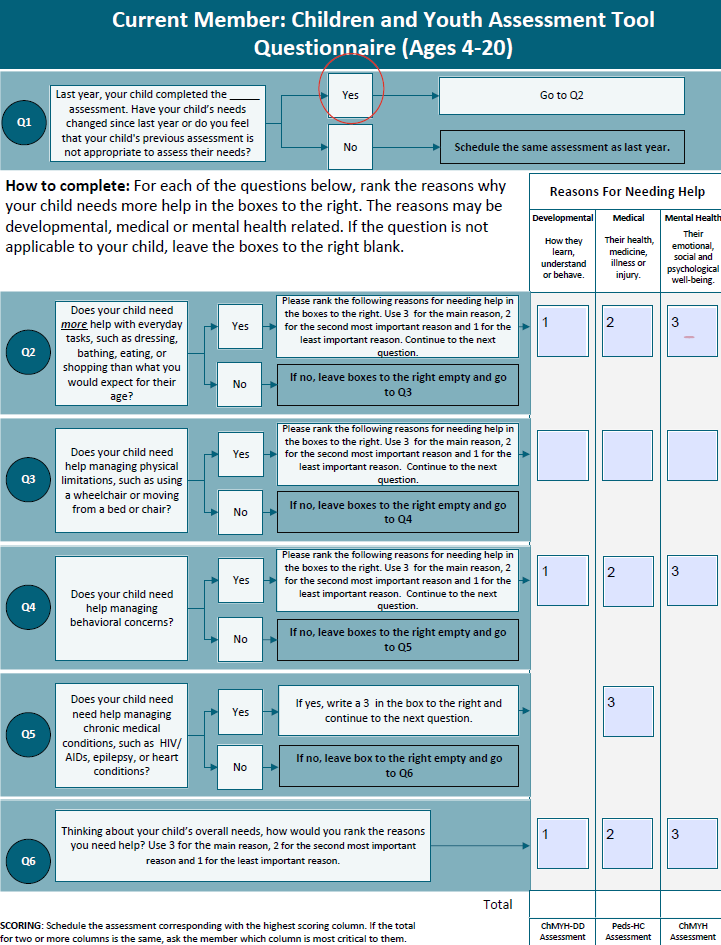 Current Member: Children and Youth Assessment Tool
Questionnaire (Ages 4-20)
Q1
Last year, your child completed the _____
assessment. Have your child's needs
changed since last year or do you feel
that your child's previous assessment is
not appropriate to assess their needs?
Yes
Go to Q2
No
Schedule the same assessment as last year.
How to complete: For each of the questions below, rank the reasons why
your child needs more help in the boxes to the right. The reasons may be
developmental, medical or mental health related. If the question is not
applicable to your child, leave the boxes to the right blank.
Reasons For Needing Help
Developmental
How they
learn,
understand
or behave.
Medical
Their health,
medicine,
illness or
injury.
Mental Health
Their
emotional,
social and
psychological
well-being.
Q2
Does your child need
more help with everyday
tasks, such as dressing,
bathing, eating, or
shopping than what you
would expect for their
age?
Yes
Please rank the following reasons for needing help in
the boxes to the right. Use 3 for the main reason, 2
for the second most important reason and 1 for the
least important reason. Continue to the next
question.
No
If no, leave boxes to the right empty and go
to Q3
1
2
3
Q3
Does your child need
help managing physical
limitations, such as using
a wheelchair or moving
from a bed or chair?
Yes
Please rank the following reasons for needing help in
the boxes to the right. Use 3 for the main reason, 2
for the second most important reason and 1 for the
least important reason. Continue to the next
question.
No
If no, leave boxes to the right empty and go
to Q4
Q4
Does your child need
help managing
behavioral concerns?
Yes
Please rank the following reasons for needing help in
the boxes to the right. Use 3 for the main reason, 2
for the second most important reason and 1 for the
least important reason. Continue to the next
question.
No
If no, leave boxes to the right empty and go
to Q5
1
2
3
Q5
Does your child need
need help managing
chronic medical
conditions, such as HIV/
AIDs, epilepsy, or heart
conditions?
Yes
If yes, write a 3 in the box to the right and
continue to the next question.
No
If no, leave box to the right empty and go
to Q6
3
Q6
Thinking about your child's overall needs, how would you rank the reasons
you need help? Use 3 for the main reason, 2 for the second most important
reason and 1 for the least important reason.
1
2
3
Total
SCORING: Schedule the assessment corresponding with the highest scoring column. If the total
for two or more columns is the same, ask the member which column is most critical to them.
ChMYH-DD
Assessment
Peds-HC
Assessment
ChMYH
Assessment